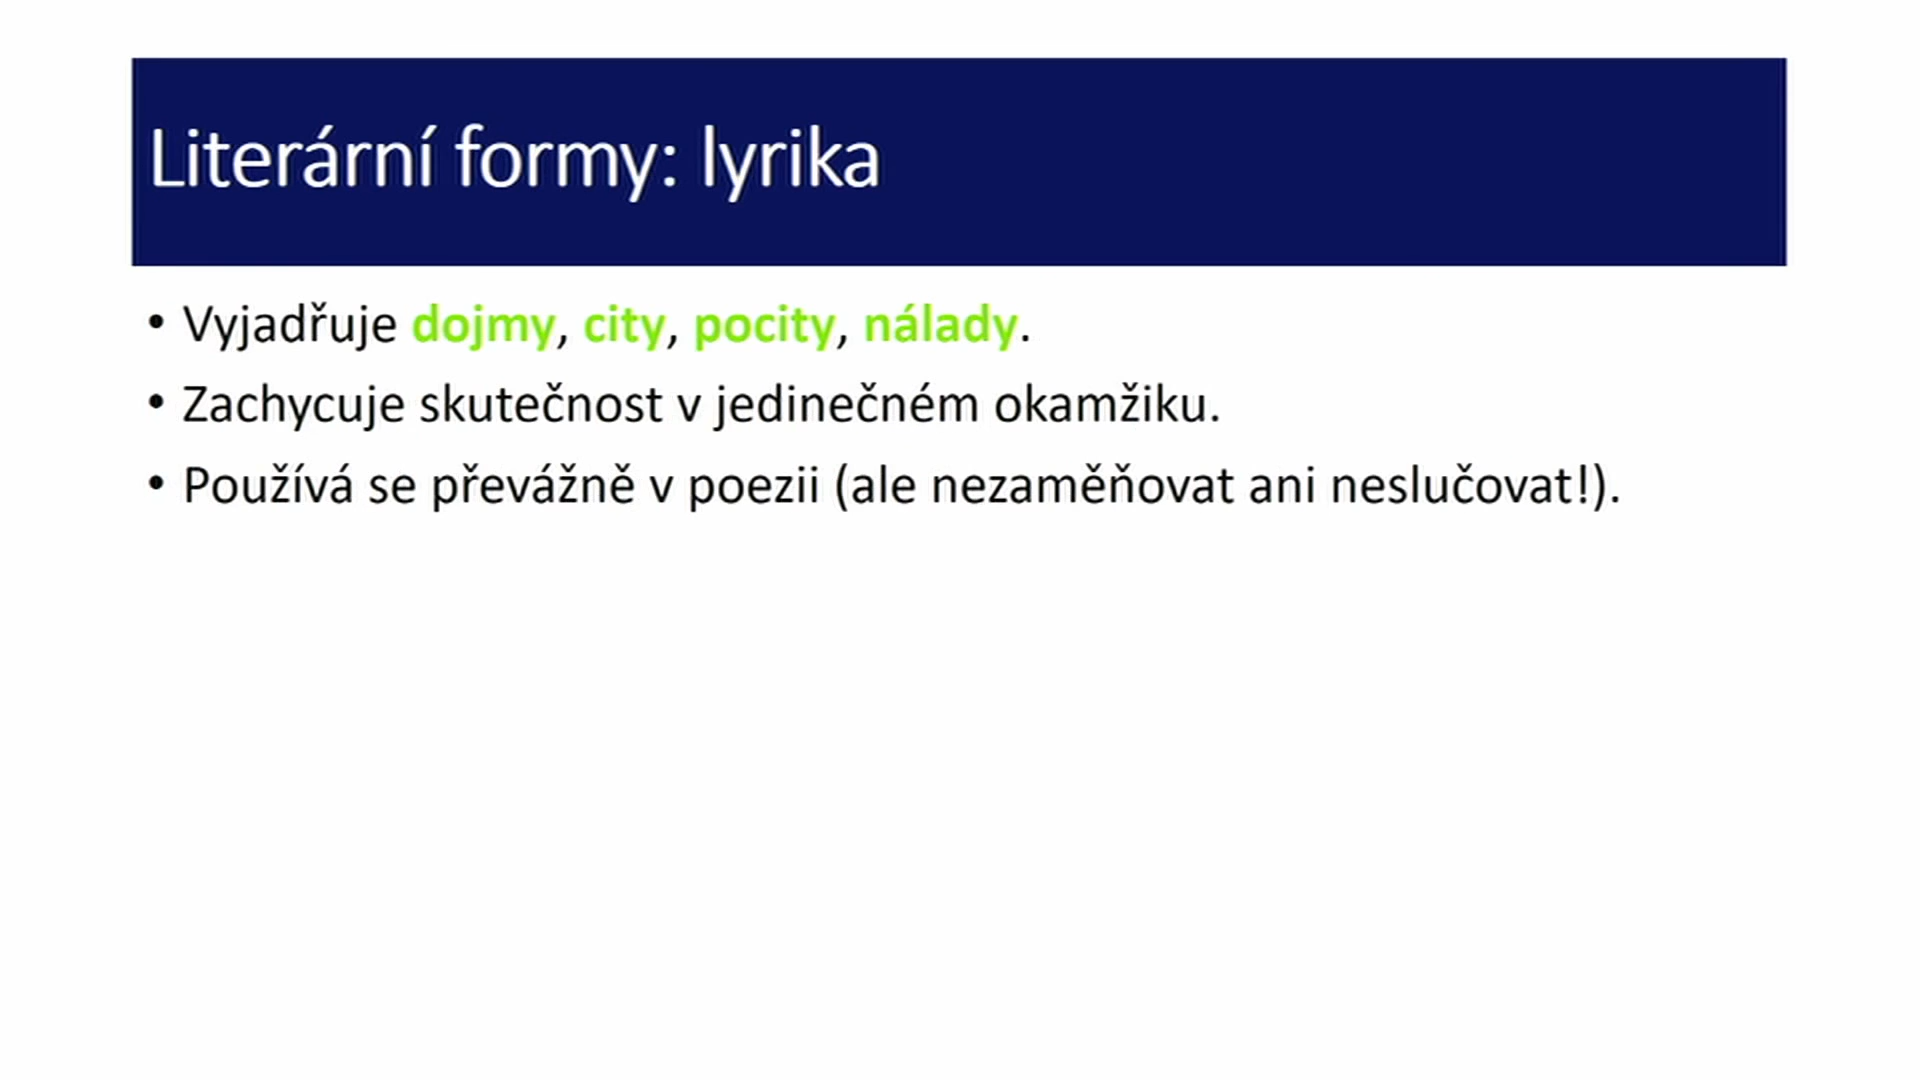 Literární formy: lyrika
• Vyjadřuje dojmy, city, pocity, nálady.
• Zachycuje skutečnost v jedinečném okamžiku.
• Používá se převážně v poezii (ale nezaměňovat ani neslučovat!).